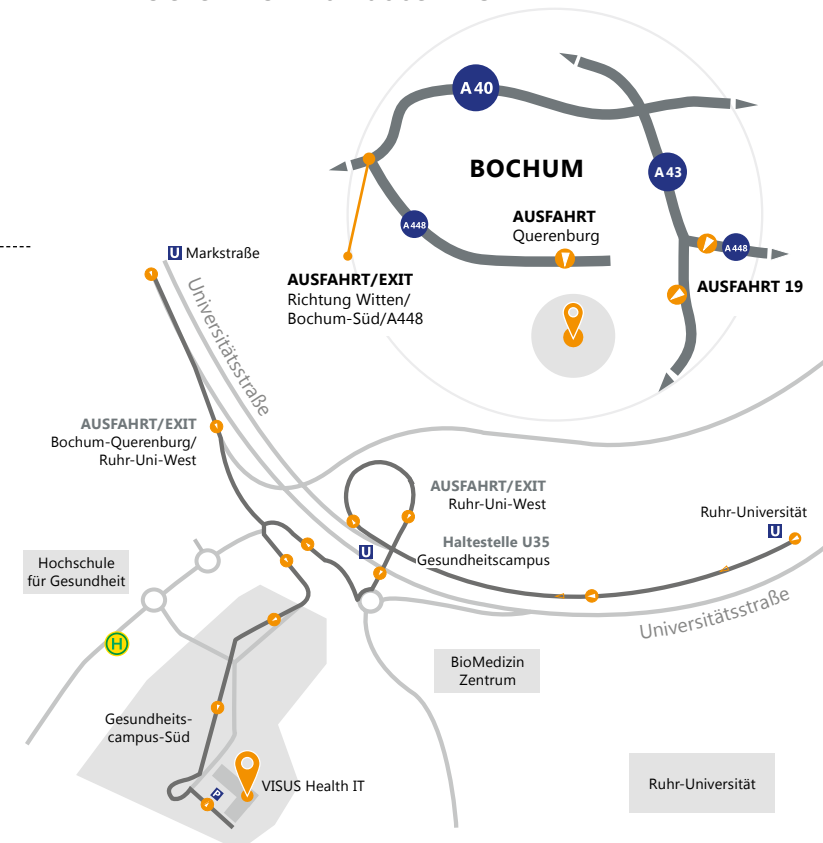 A 40
BOCHUM
A 43
A 448
AUSFAHRT
Querenburg
A 448
AUSFAHRT 19
AUSFAHRT/EXIT
Richtung Witten/
Bochum-Süd/A448
U Markstraße
Universitätsstraße
AUSFAHRT/EXIT
Bochum-Querenburg/
Ruhr-Uni-West
AUSFAHRT/EXIT
Ruhr-Uni-West
Ruhr-Universität
U
Haltestelle U35
Gesundheitscampus
U
Hochschule
für Gesundheit
Universitätsstraße
H
BioMedizin
Zentrum
Gesundheits-
campus-Süd
VISUS Health IT
P
Ruhr-Universität